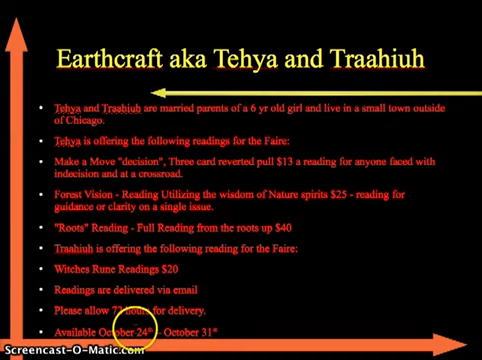 Earthcraft aka Tehya and Traahiuh
Tehya and Traahiuh are married parents of a 6 yr old girl and live in a small town outside
of Chicago.
Tehya is offering the following readings for the Faire:
Make a Move "decision", Three card reverted pull $13 a reading for anyone faced with
indecision and at a crossroad.
Forest Vision - Reading Utilizing the wisdom of Nature spirits $25 - reading for
guidance or clarity on a single issue.
"Roots" Reading - Full Reading from the roots up $40
Traahiuh is offering the following reading for the Faire:
Witches Rune Readings $20
Readings are delivered via email
Please allow 72 hours for delivery.
Available October 24th – October 31st
Screencast-O-Matic.com